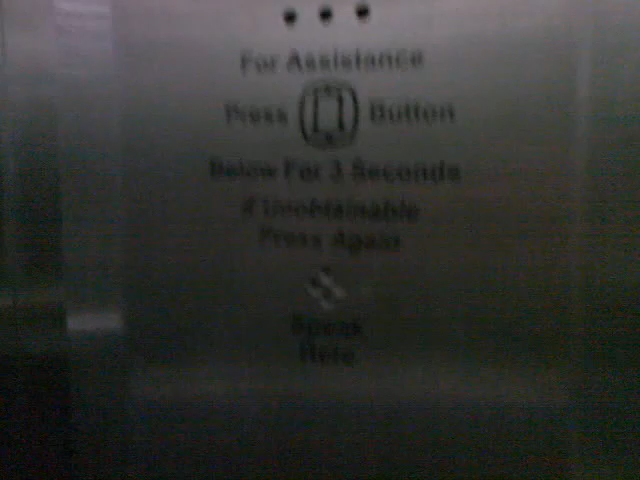 For Assistance
Press Button
Below For 3 Seconds
if Unobtainable
Press Again
Speak
Here